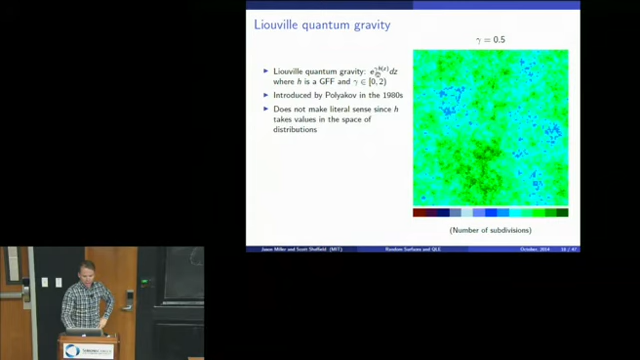 Liouville quantum gravity
γ = 0.5
▶ Liouville quantum gravity: e^{γh(z)}dz
where h is a GFF and γ ∈ [0, 2)
▶ Introduced by Polyakov in the 1980s
▶ Does not make literal sense since h
takes values in the space of
distributions
(Number of subdivisions)
Jason Miller and Scott Sheffield (MIT) Random Surfaces and QLE October, 2014